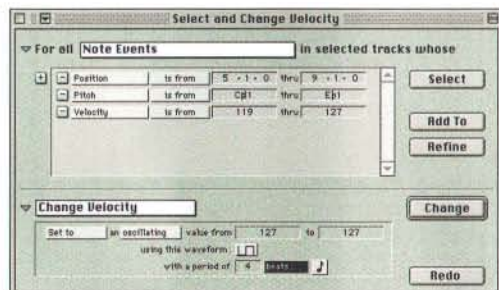 Select and Change Velocity
For all Note Events in selected tracks whose
Position is from 5 · 1 · 0 thru 9 · 1 · 0
Pitch is from C#1 thru
Velocity is from 119 thru 127
Select
Add To
Refine
Change Velocity
Change
Set to an oscillating value from 127 to 127
using this waveform:
with a period of 4 beats...
Redo